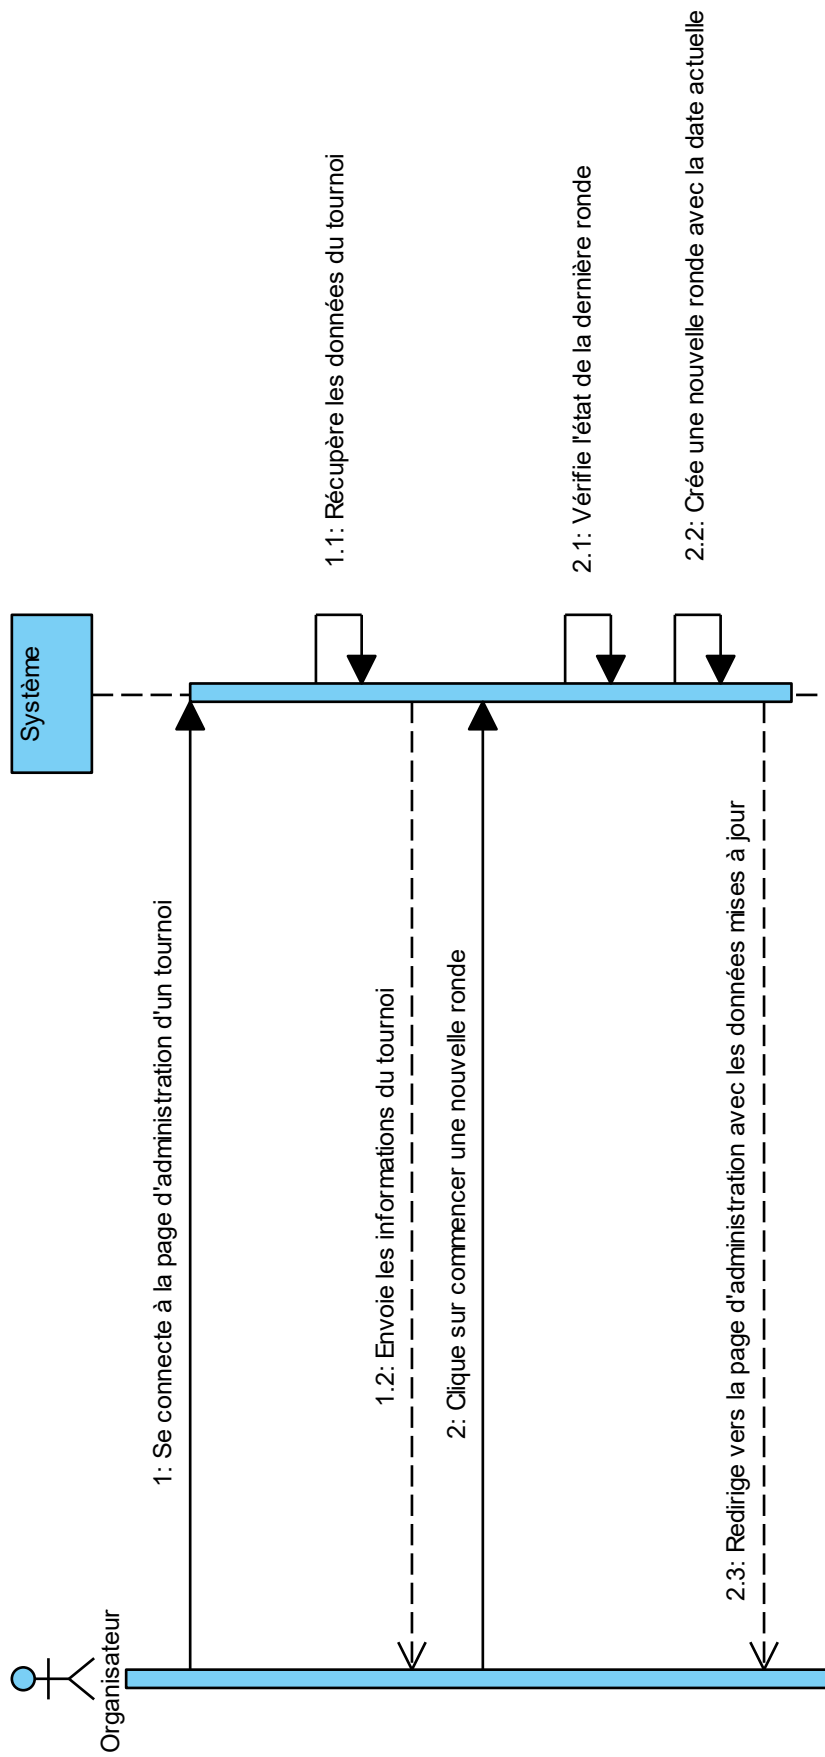 Organisateur
Système
1: Se connecte à la page d'administration d'un tournoi
1.1: Récupère les données du tournoi
1.2: Envoie les informations du tournoi
2: Clique sur commencer une nouvelle ronde
2.1: Vérifie l'état de la dernière ronde
2.2: Crée une nouvelle ronde avec la date actuelle
2.3: Redirige vers la page d'administration avec les données mises à jour